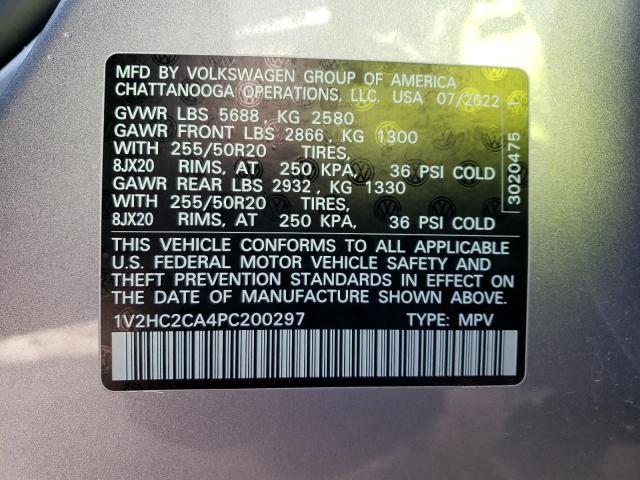 MFD BY VOLKSWAGEN GROUP OF AMERICA
CHATTANOOGA OPERATIONS, LLC. USA 07/2022
GVWR LBS 5688, KG 2580
GAWR FRONT LBS 2866, KG 1300
WITH 255/50R20 TIRES,
8JX20 RIMS, AT 250 KPA, 36 PSI COLD
GAWR REAR LBS 2932, KG 1330
WITH 255/50R20 TIRES,
8JX20 RIMS, AT 250 KPA, 36 PSI COLD
THIS VEHICLE CONFORMS TO ALL APPLICABLE
U.S. FEDERAL MOTOR VEHICLE SAFETY AND
THEFT PREVENTION STANDARDS IN EFFECT ON
THE DATE OF MANUFACTURE SHOWN ABOVE.
1V2HC2CA4PC200297 TYPE: MPV
3020475 I